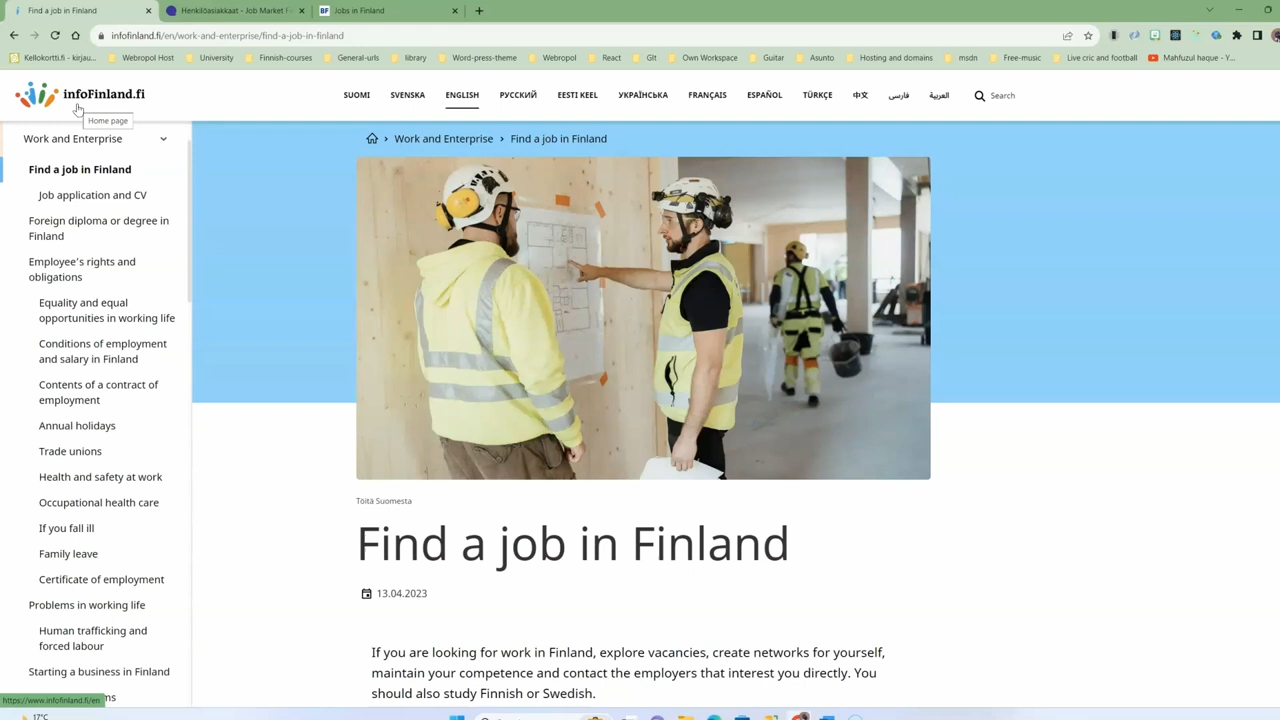 Find a job in Finland
Henkilöasiakkaat - Job Market F
Jobs in Finland
infofinland.fi/en/work-and-enterprise/find-a-job-in-finland
Kellokortti.fi - kirjau...
Webropol Host
University
Finnish-courses
General-urls
library
Word-press-theme
Webropol
React
Git
Own Workspace
Guitar
Asunto
Hosting and domains
msdn
Free-music
Live cric and football
Mahfuzul haque - Y...
infoFinland.fi
SUOMI
SVENSKA
ENGLISH
РУССКИЙ
EESTI KEEL
УКРАЇНСЬКА
FRANÇAIS
ESPAÑOL
TÜRKÇE
中文
فارسی
العربية
Search
Home page
Work and Enterprise
Work and Enterprise
Find a job in Finland
Find a job in Finland
Job application and CV
Foreign diploma or degree in
Finland
Employee's rights and
obligations
Equality and equal
opportunities in working life
Conditions of employment
and salary in Finland
Contents of a contract of
employment
Annual holidays
Trade unions
Health and safety at work
Occupational health care
If you fall ill
Family leave
Certificate of employment
Problems in working life
Human trafficking and
forced labour
Starting a business in Finland
Töitä Suomesta
Find a job in Finland
13.04.2023
If you are looking for work in Finland, explore vacancies, create networks for yourself,
maintain your competence and contact the employers that interest you directly. You
should also study Finnish or Swedish.
https://www.infofinland.fi/en
17°C